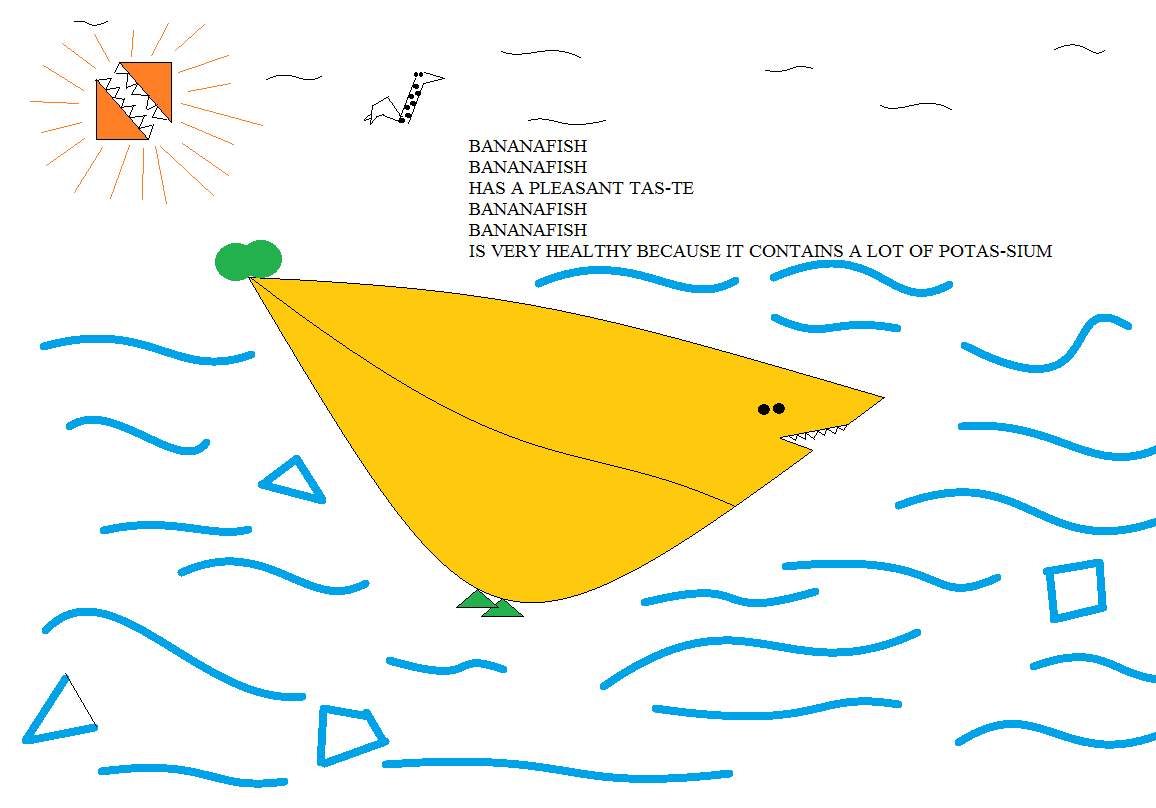 BANANAFISH
BANANAFISH
HAS A PLEASANT TAS-TE
BANANAFISH
BANANAFISH
IS VERY HEALTHY BECAUSE IT CONTAINS A LOT OF POTAS-SIUM